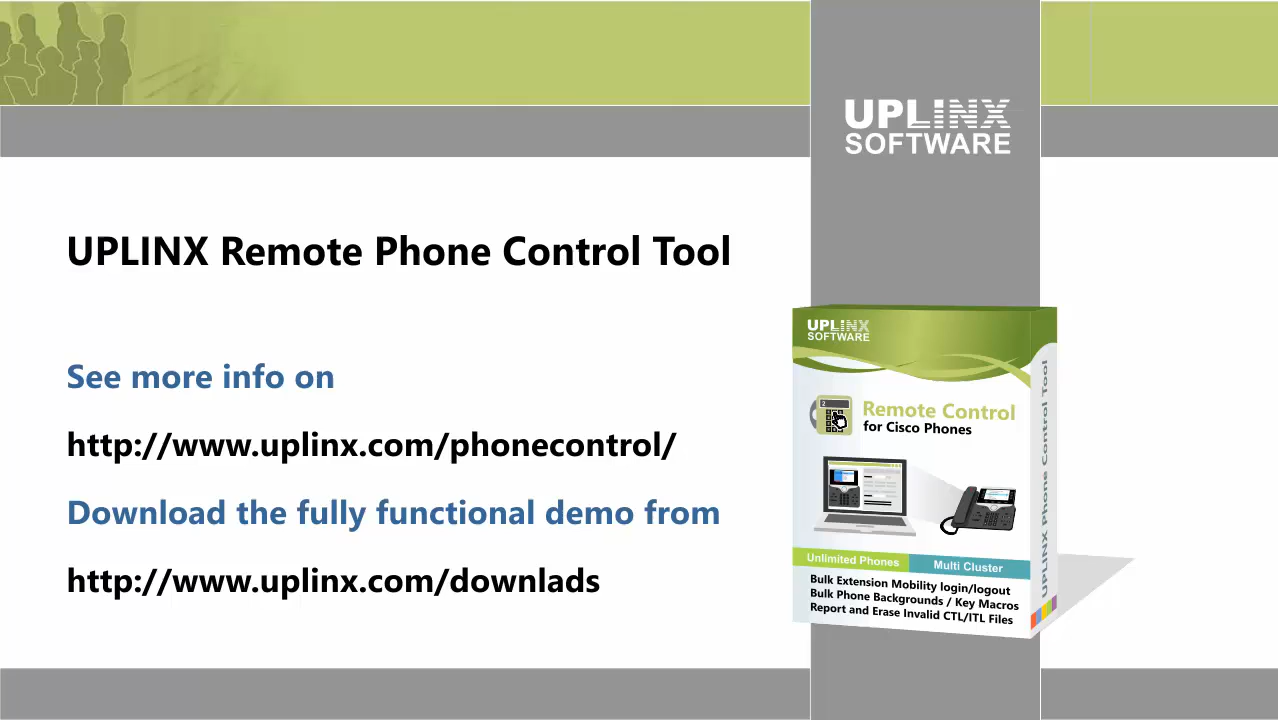 UPLINX
SOFTWARE
UPLINX Remote Phone Control Tool
See more info on
http://www.uplinx.com/phonecontrol/
Download the fully functional demo from
http://www.uplinx.com/downlads
UPLINX
SOFTWARE
2
Remote Control
for Cisco Phones
Unlimited Phones
Multi Cluster
Bulk Extension Mobility login/logout
Bulk Phone Backgrounds / Key Macros
Report and Erase Invalid CTL/ITL Files
UPLINX Phone Control Tool